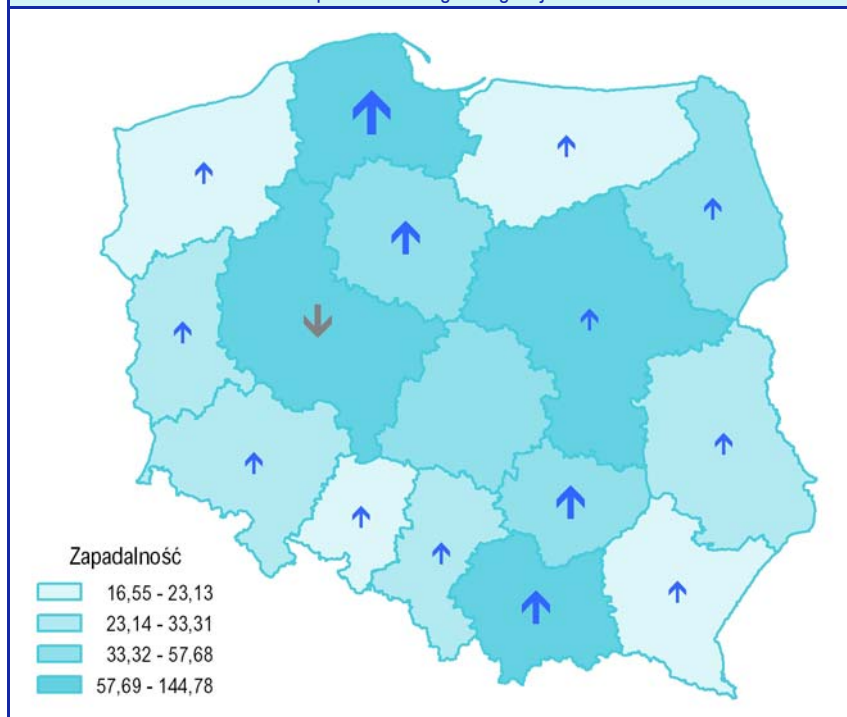 Zapadalność
16,55 - 23,13
23,14 - 33,31
33,32 - 57,68
57,69 - 144,78